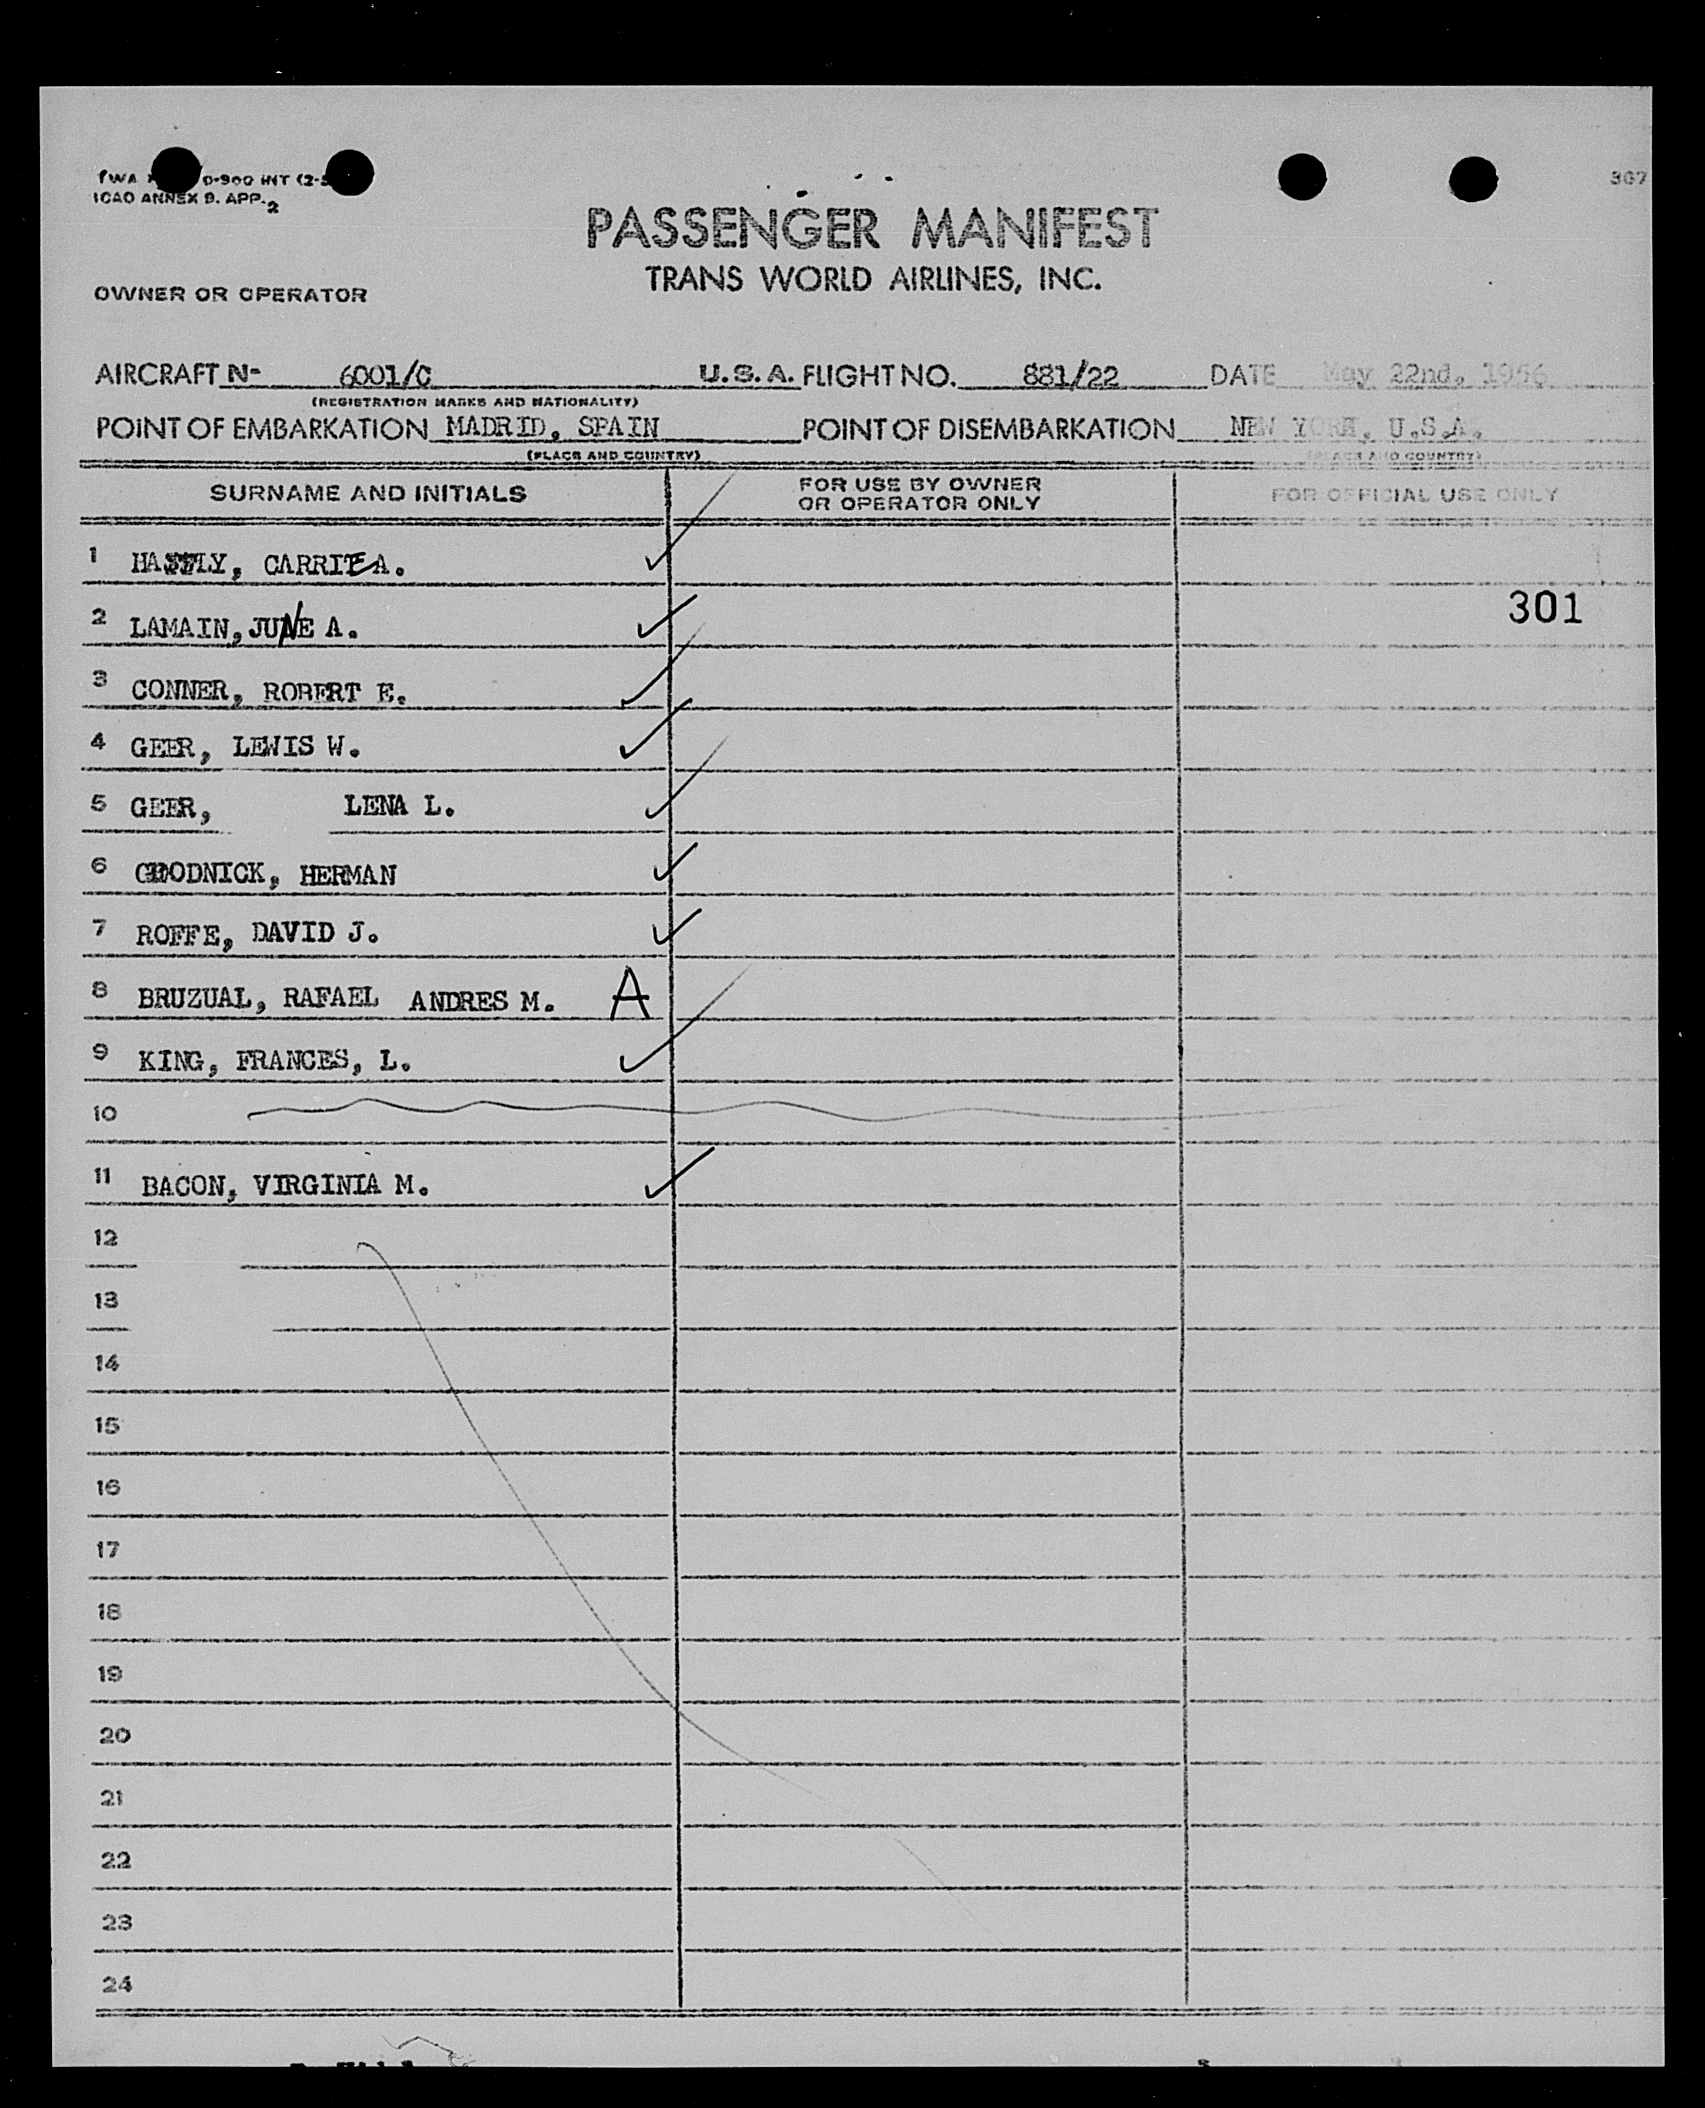 ICAO ANNEX 9. APP. 2
307
PASSENGER MANIFEST
TRANS WORLD AIRLINES, INC.
OWNER OR OPERATOR
AIRCRAFT N- 6001/C U.S.A. FLIGHT NO. 881/22 DATE May 22nd, 1956
(REGISTRATION MARKS AND NATIONALITY)
POINT OF EMBARKATION MADRID, SPAIN POINT OF DISEMBARKATION NEW YORK, U.S.A.
(PLACE AND COUNTRY) (PLACE AND COUNTRY)
SURNAME AND INITIALS FOR USE BY OWNER OR OPERATOR ONLY FOR OFFICIAL USE ONLY
1 CARRIE A.
2 LAMAIN, JUNE A. 301
3 CONNER, ROBERT E.
4 GEER, LEWIS W.
5 GEER, LENA L.
6 HERMAN
7 ROFFE, DAVID J.
8 BRUZUAL, RAFAEL ANDRES M. A
9 KING, FRANCES, L.
10
11 BACON, VIRGINIA M.
12
13
14
15
16
17
18
19
20
21
22
23
24